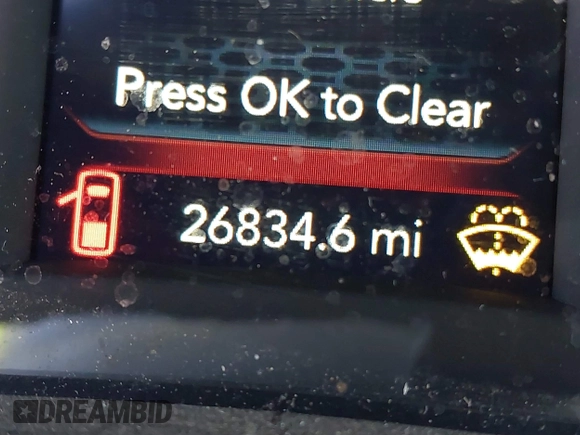 Press OK to Clear
26834.6 mi
DREAMBID